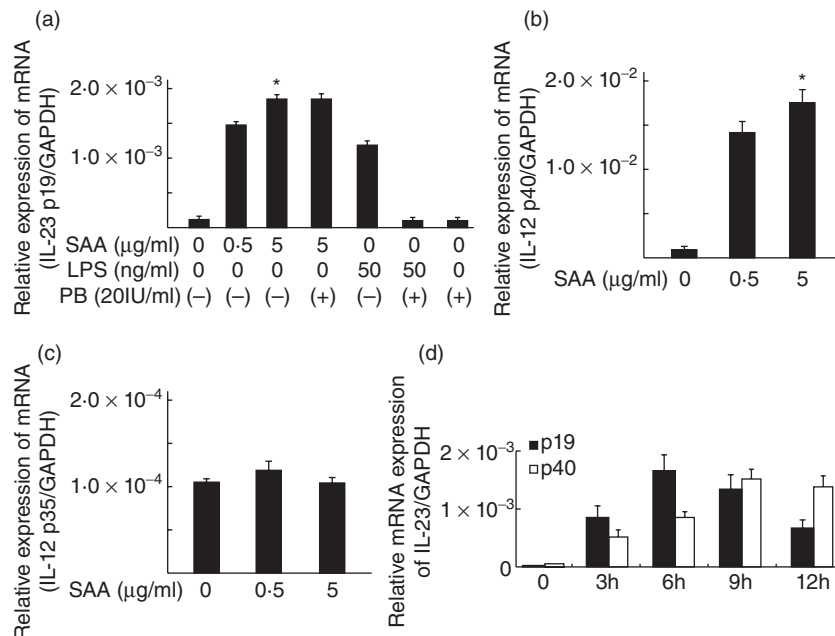 (a)
Relative expression of mRNA
(IL-23 p19/GAPDH)
2·0 × 10⁻³
1·0 × 10⁻³
*
SAA (μg/ml) 0 0·5 5 5 0 0 0
LPS (ng/ml) 0 0 0 0 50 50 0
PB (20IU/ml) (–) (–) (–) (+) (–) (+) (+)
(b)
Relative expression of mRNA
(IL-12 p40/GAPDH)
2·0 × 10⁻²
1·0 × 10⁻²
*
SAA (μg/ml) 0 0·5 5
(c)
Relative expression of mRNA
(IL-12 p35/GAPDH)
2·0 × 10⁻⁴
1·0 × 10⁻⁴
SAA (μg/ml) 0 0·5 5
(d)
Relative mRNA expression
of IL-23/GAPDH
p19
p40
2 × 10⁻³
1 × 10⁻³
0
0 3h 6h 9h 12h